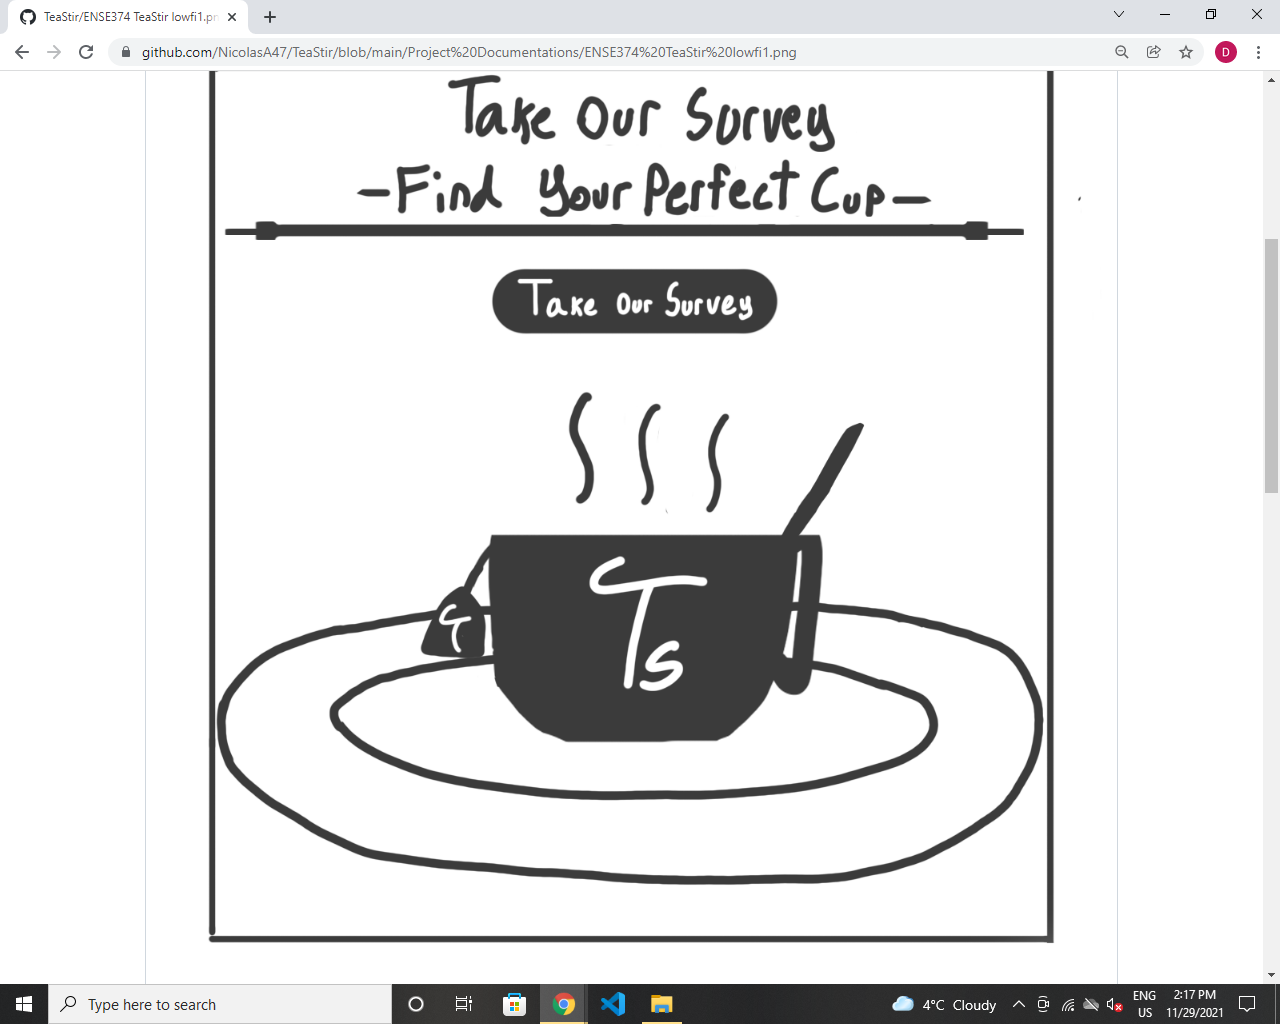 TeaStir/ENSE374 TeaStir lowfi1.pn
github.com/NicolasA47/TeaStir/blob/main/Project%20Documentations/ENSE374%20TeaStir%20lowfi1.png
D
Take Our Survey
-Find Your Perfect Cup-
Take Our Survey
T
Ts
Type here to search
4°C Cloudy
ENG
US
2:17 PM
11/29/2021